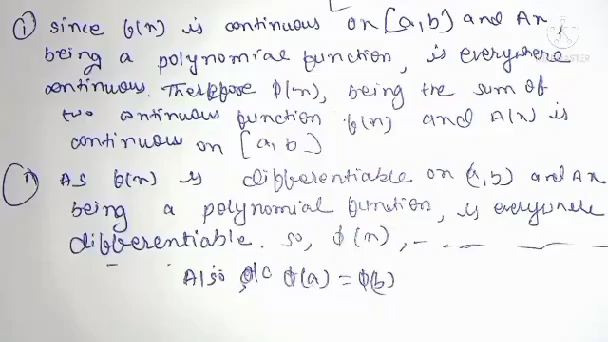 (i) since f(x) is continuous on [a,b) and Ax
being a polynomial function, is everywhere
continuous. Therefore φ(x), being the sum of
two continuous function f(x) and A(x) is
continuous on [a,b)
(ii) As f(x) is differentiable on (a,b) and Ax
being a polynomial function, is everywhere
differentiable. so, φ(x), -
Also, φ(a) = φ(b)